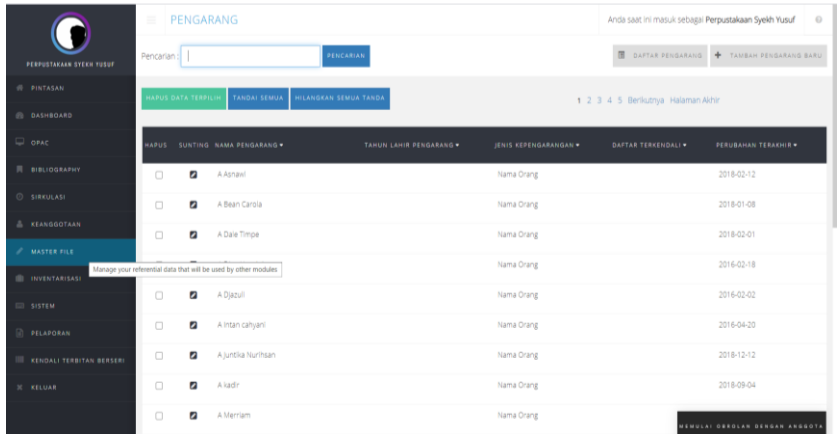 PENGARANG
Anda saat ini masuk sebagai Perpustakaan Syekh Yusuf
PERPUSTAKAAN SYEKH YUSUF
Pencarian :
PENCARIAN
DAFTAR PENGARANG
TAMBAH PENGARANG BARU
PINTASAN
DASHBOARD
OPAC
BIBLIOGRAPHY
SIRKULASI
KEANGGOTAAN
MASTER FILE
Manage your referential data that will be used by other modules
INVENTARISASI
SISTEM
PELAPORAN
KENDALI TERBITAN BERSERI
KELUAR
HAPUS DATA TERPILIH
TANDAI SEMUA
HILANGKAN SEMUA TANDA
1 2 3 4 5 Berikutnya Halaman Akhir
HAPUS SUNTING NAMA PENGARANG TAHUN LAHIR PENGARANG JENIS KEPENGARANGAN DAFTAR TERKENDALI PERUBAHAN TERAKHIR
A Asnawi Nama Orang 2018-02-12
A Bean Carola Nama Orang 2018-01-08
A Dale Timpe Nama Orang 2018-02-01
Nama Orang 2016-02-18
A Djazuli Nama Orang 2016-02-02
A Intan cahyani Nama Orang 2016-04-20
A Juntika Nurihsan Nama Orang 2018-12-12
A kadir Nama Orang 2018-09-04
A Merriam Nama Orang
MEMULAI OBROLAN DENGAN ANGGOTA